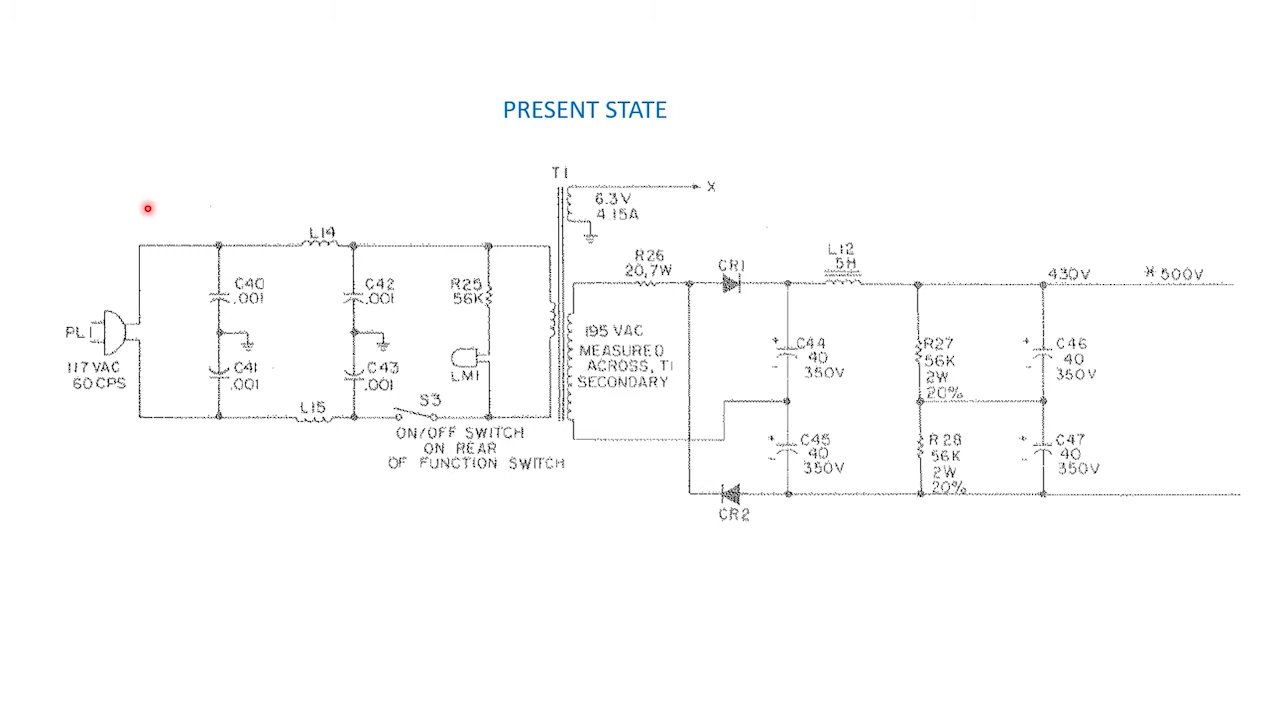 PRESENT STATE
T1
X
6.3V
4.15A
L14
C40
.001
C42
.001
R25
56K
R26
20,7W
CR1
L12
5H
430V
* 500V
PL1
117 VAC
60 CPS
C41
.001
C43
.001
LM1
195 VAC
MEASURED
ACROSS, T1
SECONDARY
+
C44
40
350V
-
R27
56K
2W
20%
+
C46
40
350V
-
L15
S3
ON/OFF SWITCH
ON REAR
OF FUNCTION SWITCH
+
C45
40
350V
-
R28
56K
2W
20%
+
C47
40
350V
-
CR2